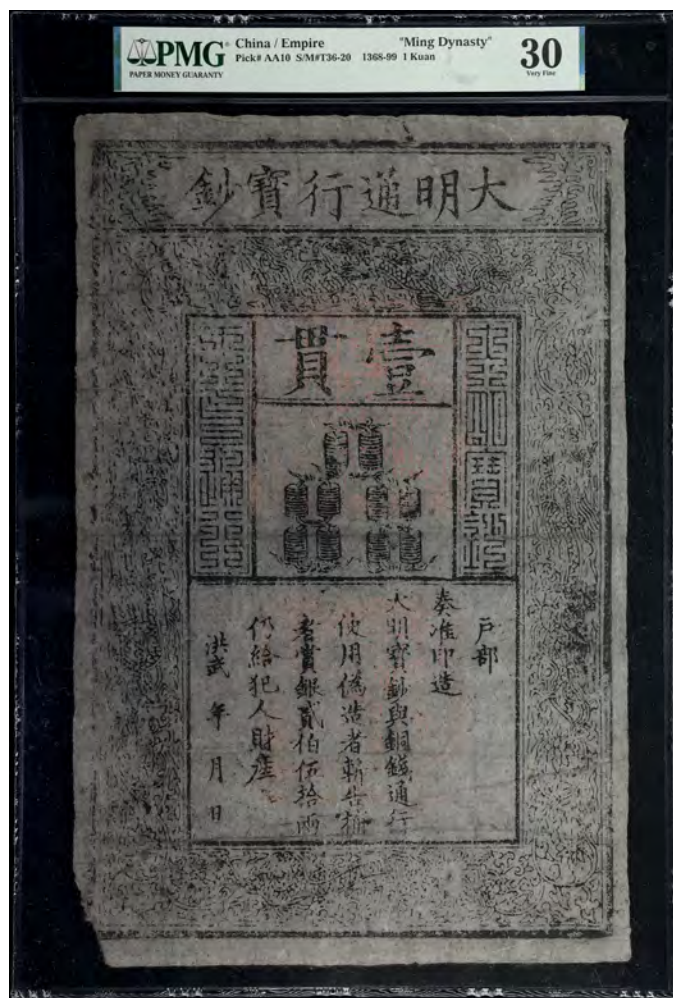 PMG
PAPER MONEY GUARANTY
China / Empire "Ming Dynasty"
Pick# AA10 S/M#T36-20 1368-99 1 Kuan
30
Very Fine
大明通行寶鈔
壹貫
大明寶鈔
天下通行
戶部
奏准印造
大明寶鈔與銅錢通行
使用偽造者斬告捕
者賞銀貳伯伍拾兩
仍給犯人財產
洪武 年 月 日